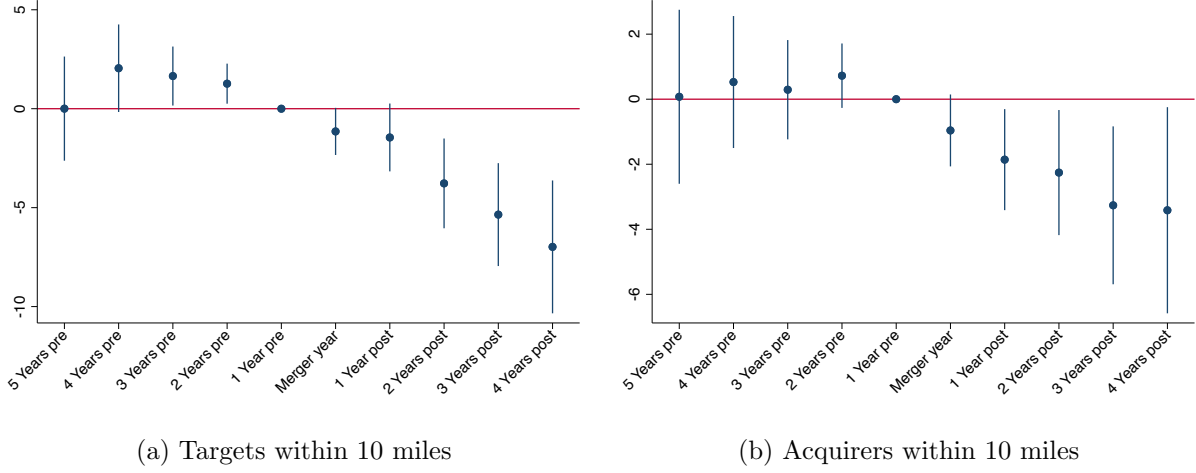 5
0
-5
-10
5 Years pre
4 Years pre
3 Years pre
2 Years pre
1 Year pre
Merger year
1 Year post
2 Years post
3 Years post
4 Years post
(a) Targets within 10 miles
2
0
-2
-4
-6
5 Years pre
4 Years pre
3 Years pre
2 Years pre
1 Year pre
Merger year
1 Year post
2 Years post
3 Years post
4 Years post
(b) Acquirers within 10 miles